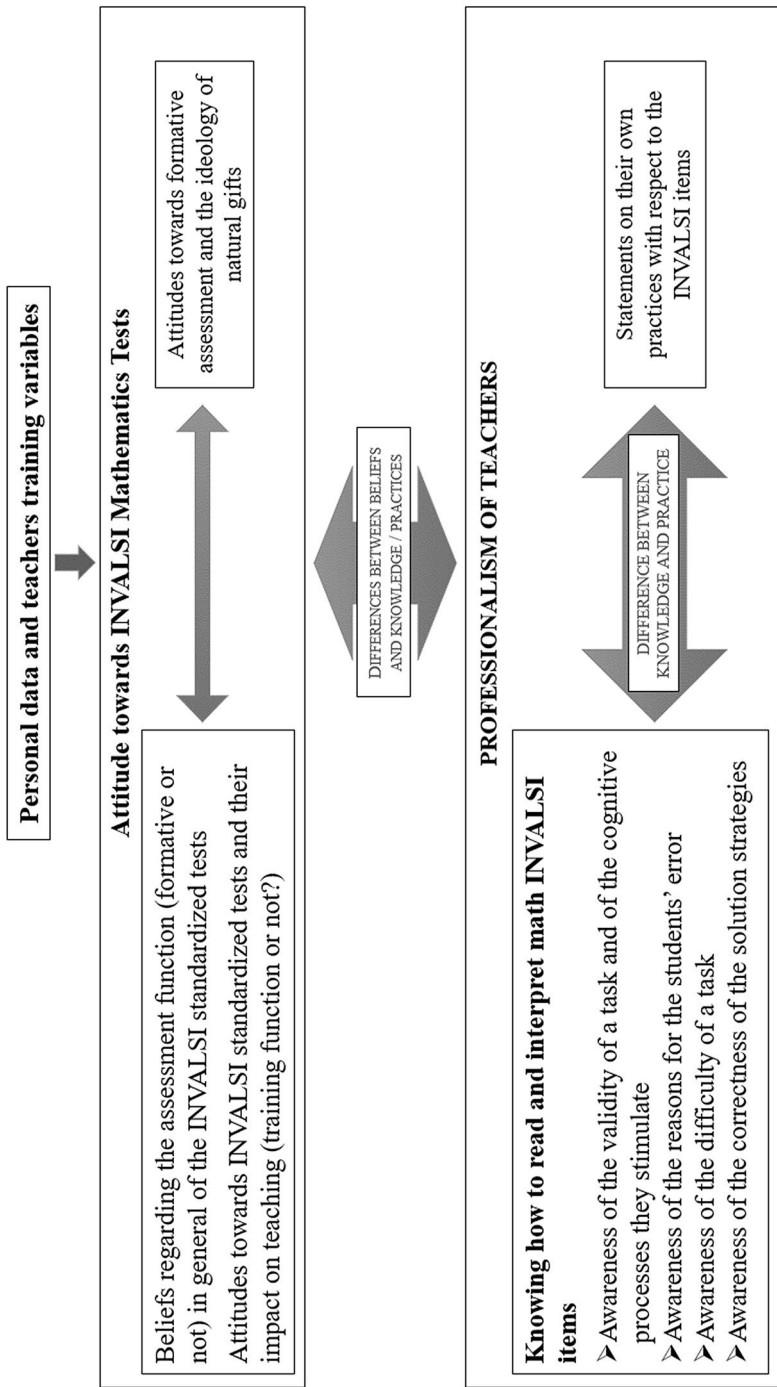 Personal data and teachers training variables
Attitude towards INVALSI Mathematics Tests
Beliefs regarding the assessment function (formative or
not) in general of the INVALSI standardized tests
Attitudes towards INVALSI standardized tests and their
impact on teaching (training function or not?)
Attitudes towards formative
assessment and the ideology of
natural gifts
DIFFERENCES BETWEEN BELIEFS
AND KNOWLEDGE / PRACTICES
PROFESSIONALISM OF TEACHERS
Knowing how to read and interpret math INVALSI
items
➢ Awareness of the validity of a task and of the cognitive
processes they stimulate
➢ Awareness of the reasons for the students’ error
➢ Awareness of the difficulty of a task
➢ Awareness of the correctness of the solution strategies
DIFFERENCE BETWEEN
KNOWLEDGE AND PRACTICE
Statements on their own
practices with respect to the
INVALSI items